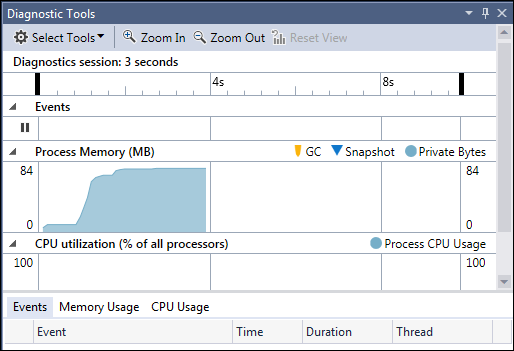 Diagnostic Tools
Select Tools Zoom In Zoom Out Reset View
Diagnostics session: 3 seconds
4s 8s
Events
Process Memory (MB) GC Snapshot Private Bytes
84 84
0 0
CPU utilization (% of all processors) Process CPU Usage
100 100
Events Memory Usage CPU Usage
Event Time Duration Thread